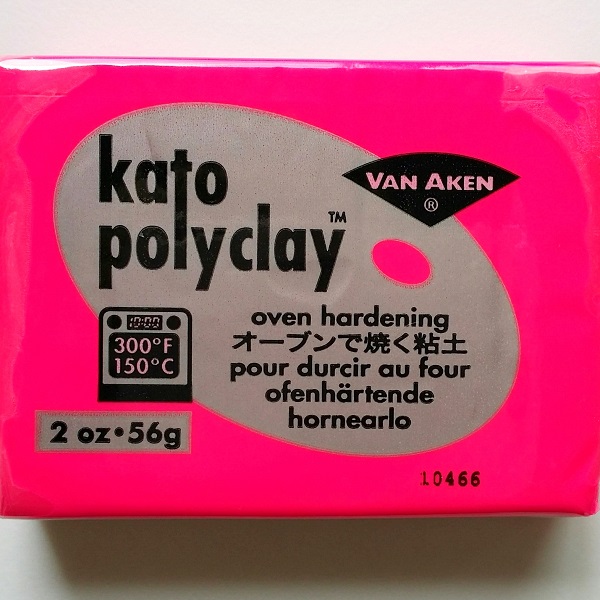 kato
polyclay™
VAN AKEN
®
10:00
300°F
150°C
oven hardening
オーブンで焼く粘土
pour durcir au four
ofenhärtende
hornearlo
2 oz•56g
10466